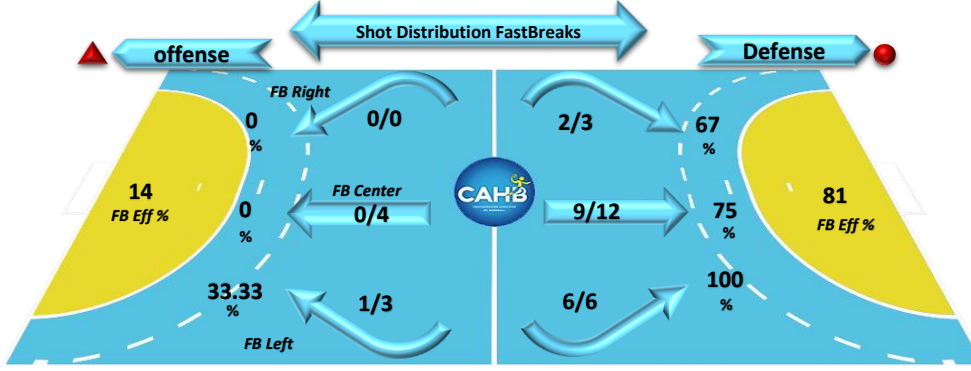 Shot Distribution FastBreaks
offense
Defense
FB Right
0/0
2/3
0
%
67
%
14
FB Eff %
FB Center
0
%
0/4
CAHB
9/12
75
%
81
FB Eff %
33.33
%
1/3
6/6
100
%
FB Left